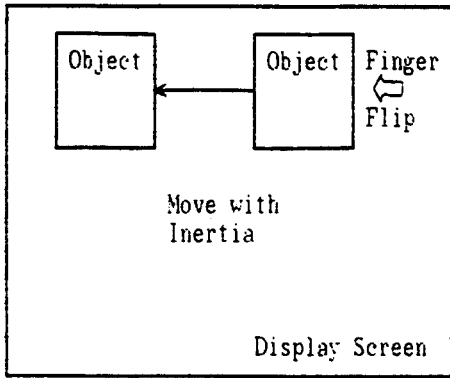 Object
Object
Finger
Flip
Move with
Inertia
Display Screen